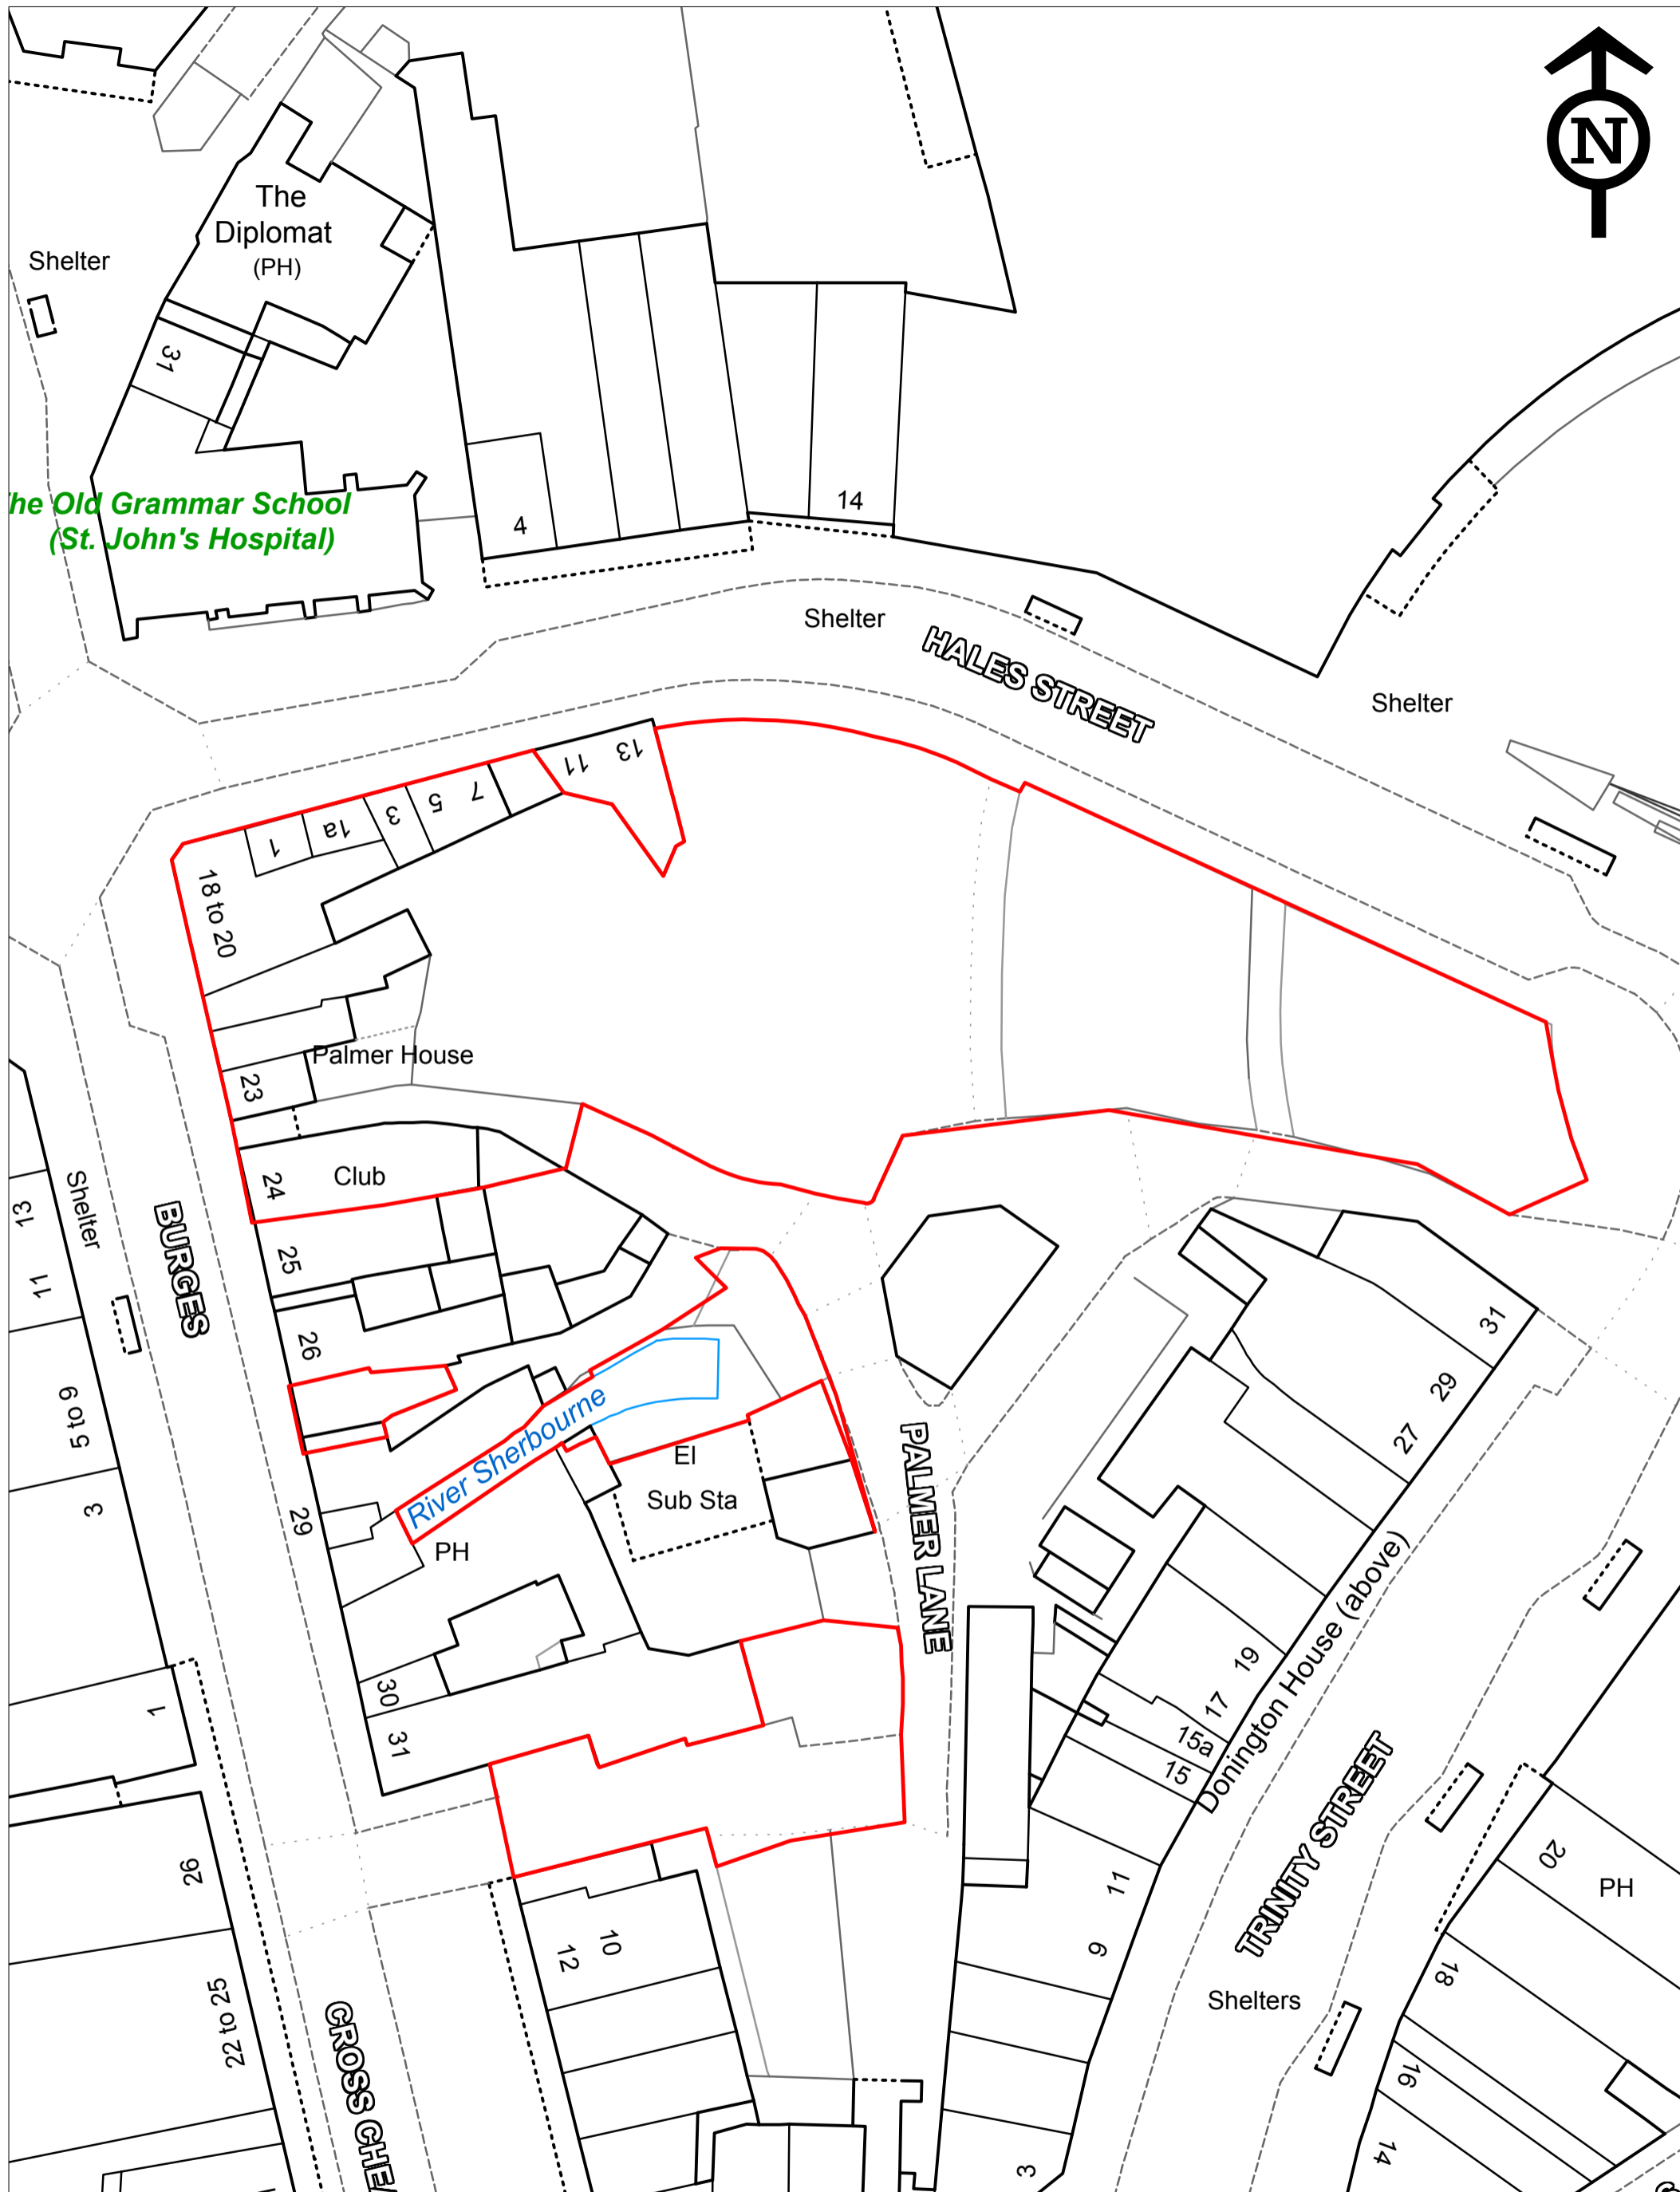 N
The
Diplomat
(PH)
Shelter
31
he Old Grammar School
(St. John's Hospital)
4
14
Shelter
HALES STREET
Shelter
13
11
7
5
3
1a
1
18 to 20
Palmer House
23
Club
24
Shelter
13
11
BURGES
25
26
5 to 9
3
River Sherbourne
El
Sub Sta
PH
29
PALMER LANE
31
29
27
Donington House (above)
19
17
15a
15
30
31
1
TRINITY STREET
20
PH
11
9
26
10
12
22 to 25
Shelters
18
16
14
CROSS CHEA
3